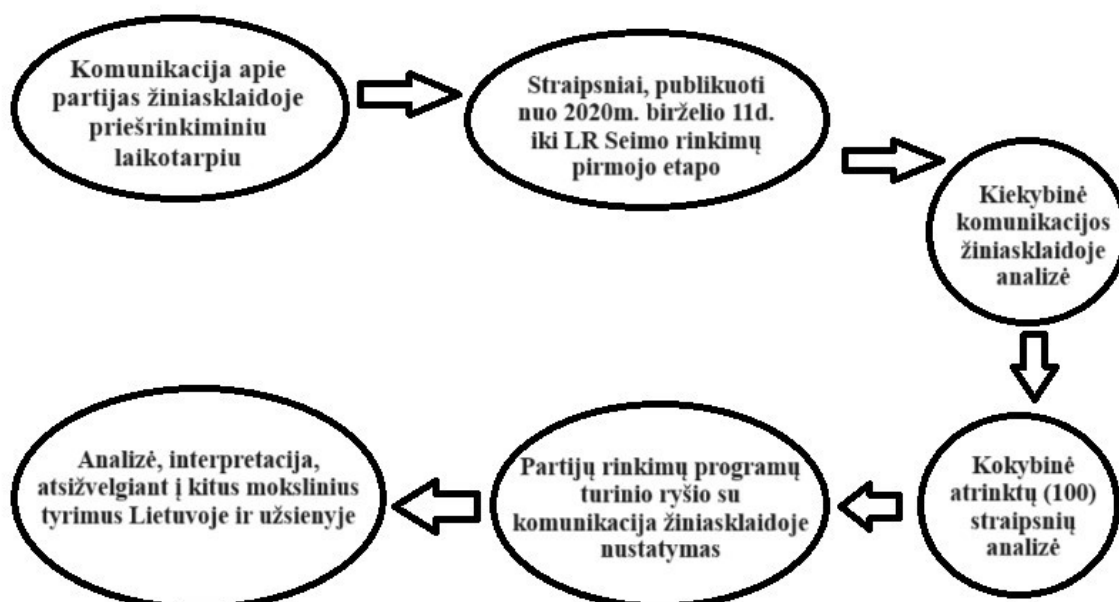 Komunikacija apie
partijas žiniasklaidoje
priešrinkiminiu
laikotarpiu
Straipsniai, publikuoti
nuo 2020m. birželio 11d.
iki LR Seimo rinkimų
pirmojo etapo
Kiekybinė
komunikacijos
žiniasklaidoje
analizė
Kokybinė
atrinktų (100)
straipsnių
analizė
Partijų rinkimų programų
turinio ryšio su
komunikacija žiniasklaidoje
nustatymas
Analizė, interpretacija,
atsižvelgiant į kitus mokslinius
tyrimus Lietuvoje ir užsienyje